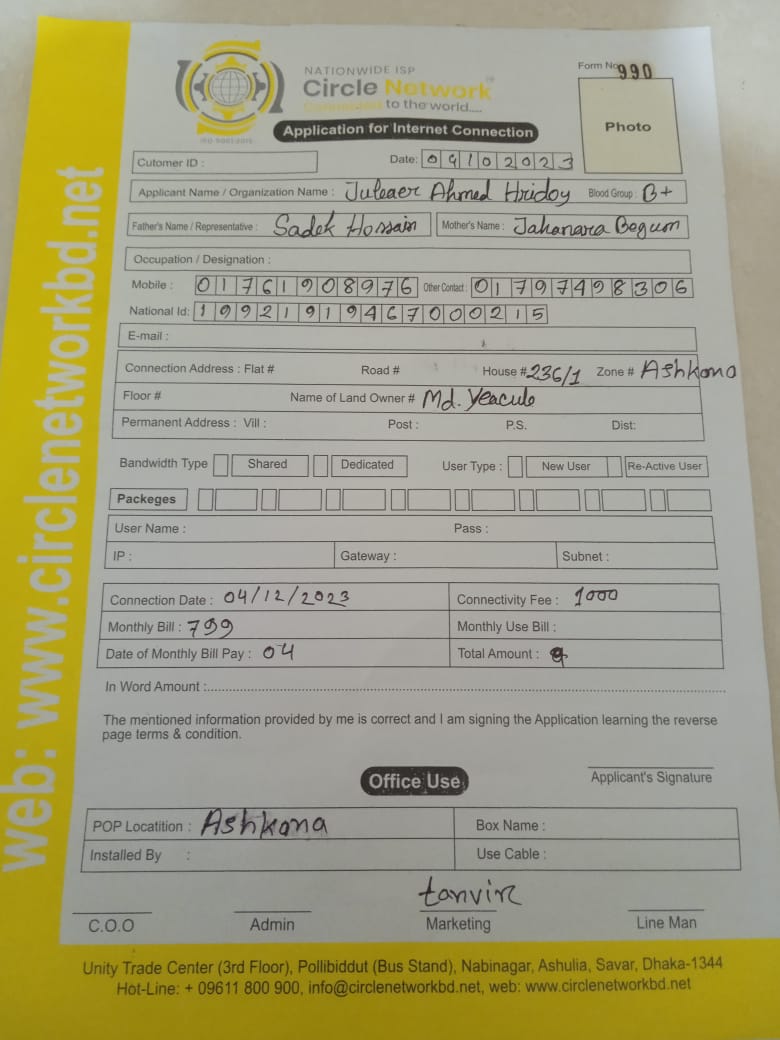 NATIONWIDE ISP
Circle Network
Connected to the world.....
ISO 9001:2015
Form No 990
Photo
Application for Internet Connection
Cutomer ID :
Date: 04102023
Applicant Name / Organization Name : Juleaer Ahmed Hridoy Blood Group : B+
Father's Name / Representative : Sadek Hossain Mother's Name : Jahanara Begum
Occupation / Designation :
Mobile : 01761908976 Other Contact : 01797498306
National Id: 19921919467000215
E-mail :
Connection Address : Flat # Road # House # 236/1 Zone # Ashkona
Floor # Name of Land Owner # Md. Yeacub
Permanent Address : Vill : Post : P.S. Dist:
Bandwidth Type Shared Dedicated User Type : New User Re-Active User
Packeges
User Name : Pass :
IP : Gateway : Subnet :
Connection Date : 04/12/2023 Connectivity Fee : 1000
Monthly Bill : 799 Monthly Use Bill :
Date of Monthly Bill Pay : 04 Total Amount :
In Word Amount :
The mentioned information provided by me is correct and I am signing the Application learning the reverse
page terms & condition.
Office Use
Applicant's Signature
POP Locatition : Ashkona Box Name :
Installed By : Use Cable :
tanvir
C.O.O Admin Marketing Line Man
Unity Trade Center (3rd Floor), Pollibiddut (Bus Stand), Nabinagar, Ashulia, Savar, Dhaka-1344
Hot-Line: + 09611 800 900, info@circlenetworkbd.net, web: www.circlenetworkbd.net
web: www.circlenetworkbd.net